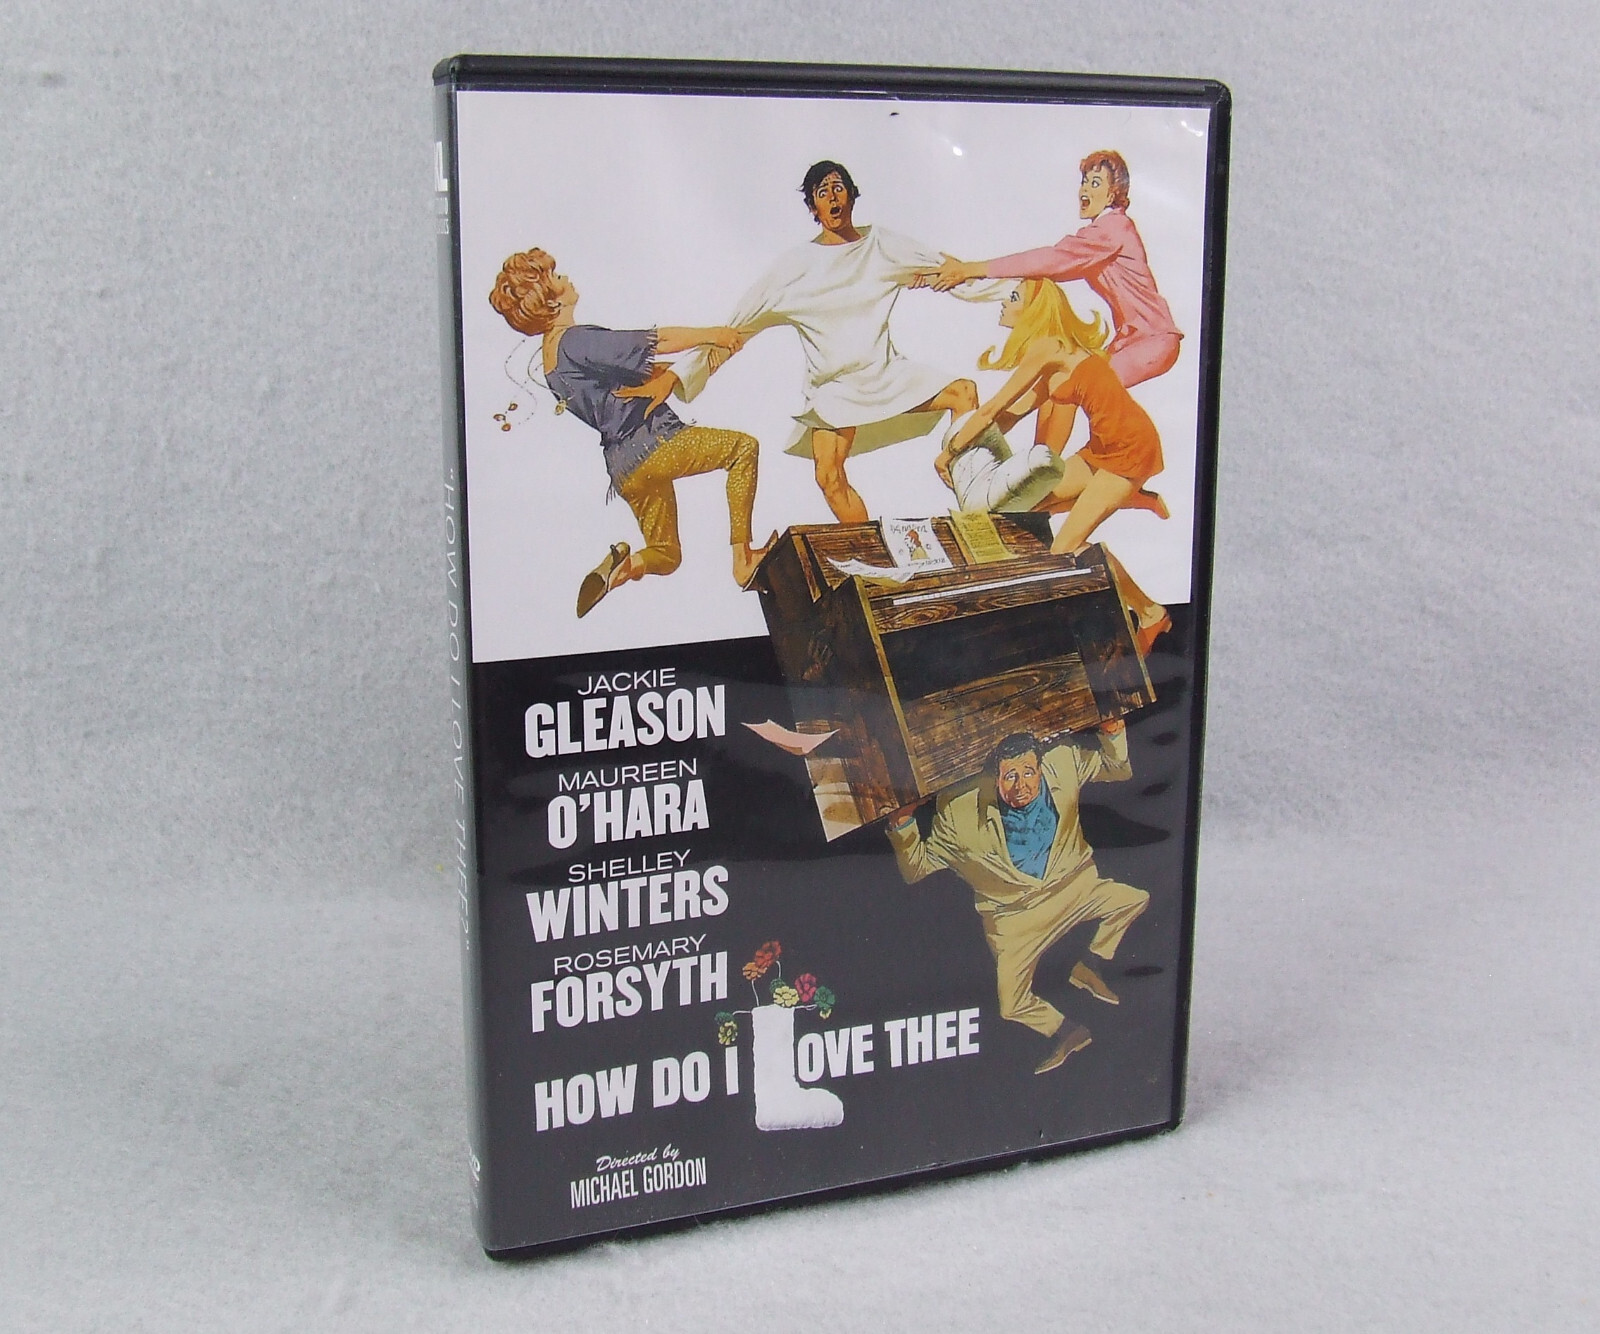 JACKIE
GLEASON
MAUREEN
O'HARA
SHELLEY
WINTERS
ROSEMARY
FORSYTH
HOW DO I LOVE THEE
Directed by
MICHAEL GORDON
"HOW DO I LOVE THEE?"